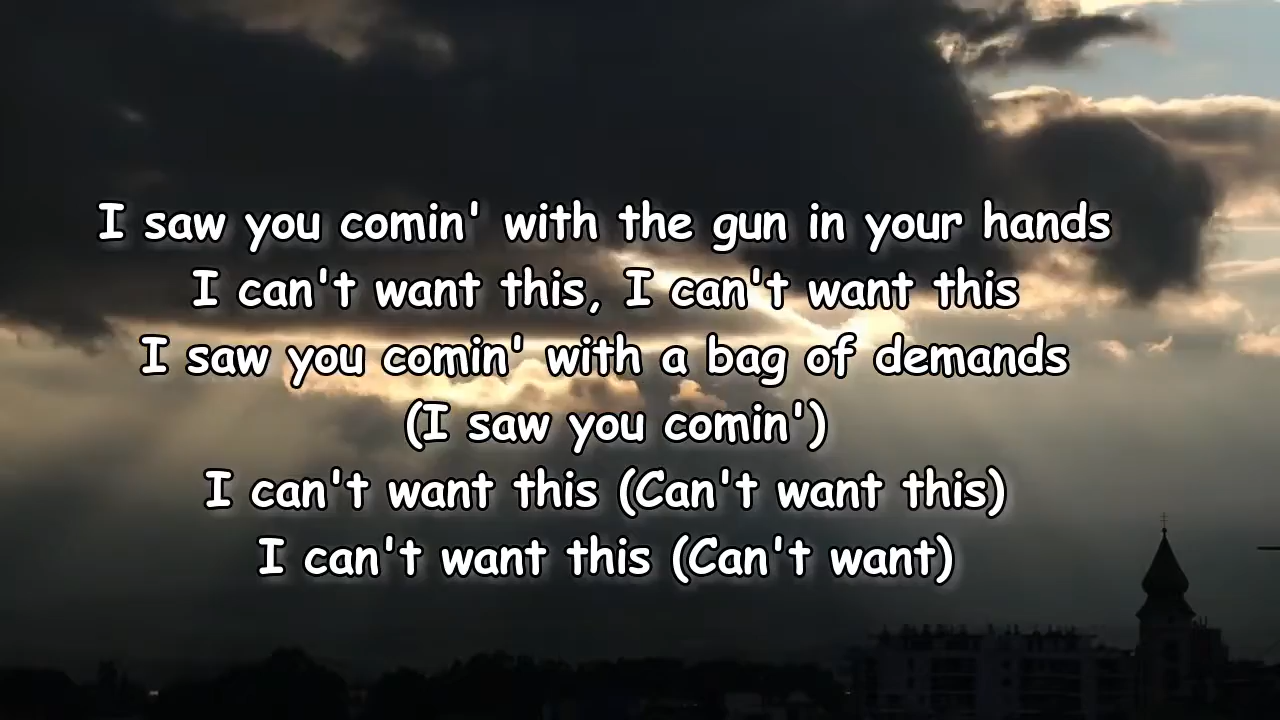 I saw you comin' with the gun in your hands
I can't want this, I can't want this
I saw you comin' with a bag of demands
(I saw you comin')
I can't want this (Can't want this)
I can't want this (Can't want)